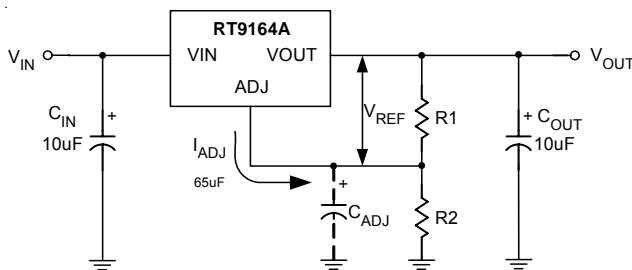 RT9164A
VIN
VOUT
ADJ
V_IN
V_OUT
C_IN
+
10uF
I_ADJ
65uF
V_REF
R1
+
C_OUT
10uF
+
C_ADJ
R2